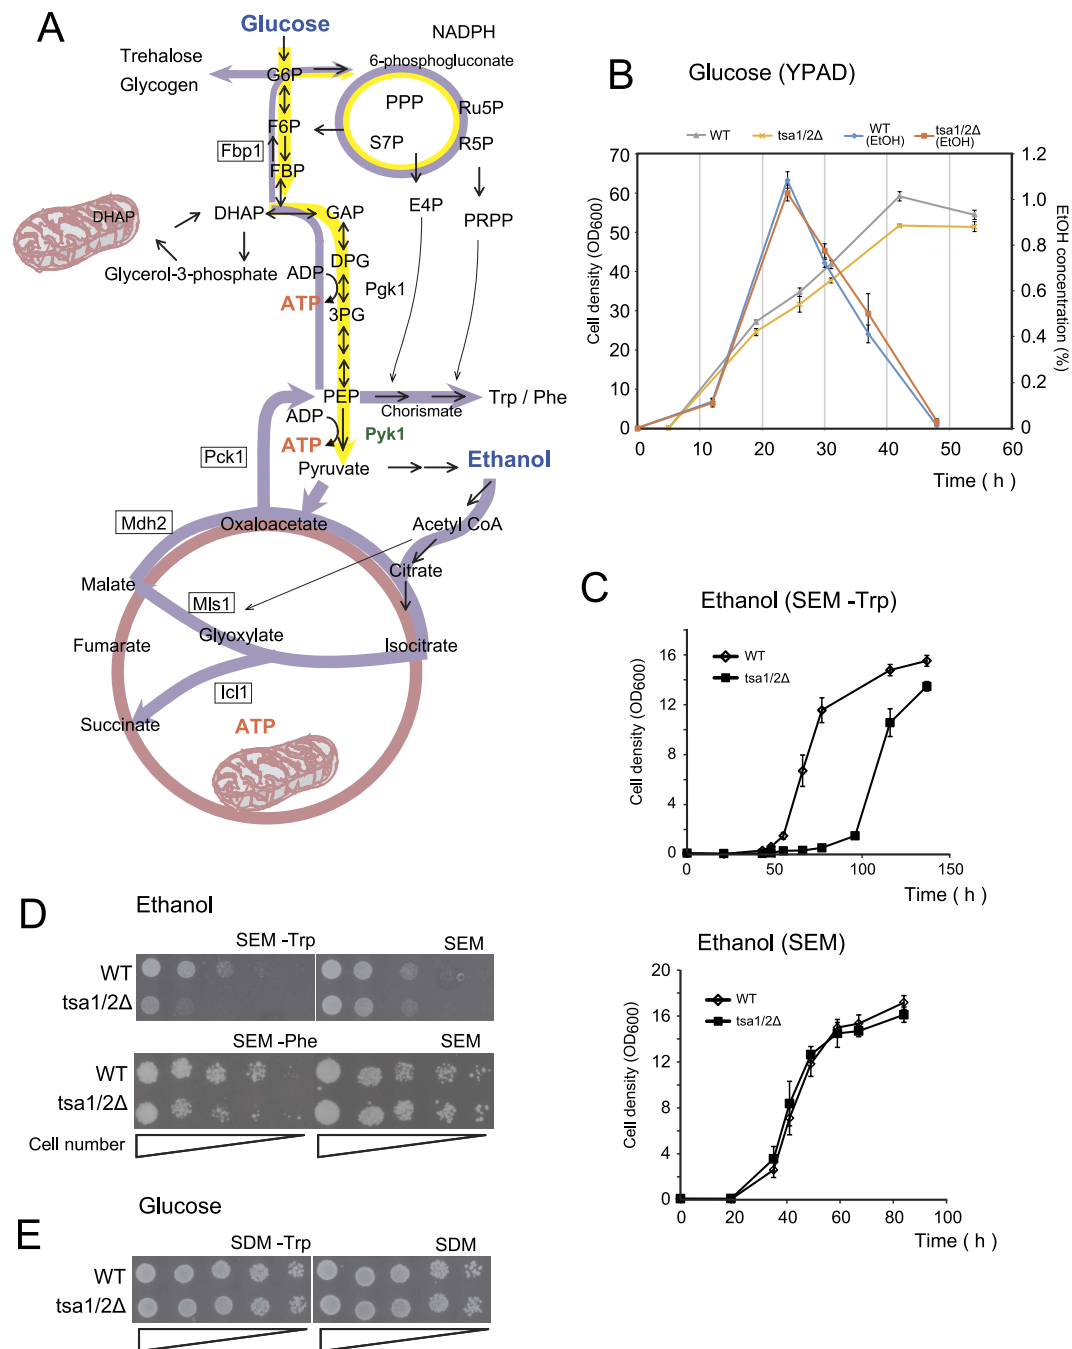 A
Glucose
NADPH
Trehalose
Glycogen
6-phosphogluconate
G6P
PPP
Ru5P
F6P
S7P
R5P
Fbp1
FBP
E4P
PRPP
DHAP
DHAP
GAP
Glycerol-3-phosphate
DPG
ADP
Pgk1
ATP
3PG
PEP
Chorismate
Trp / Phe
ADP
ATP
Pyk1
Pck1
Pyruvate
Ethanol
Mdh2
Oxaloacetate
Acetyl CoA
Citrate
Malate
Mls1
Glyoxylate
Fumarate
Isocitrate
Icl1
Succinate
ATP
B
Glucose (YPAD)
WT
tsa1/2Δ
WT
(EtOH)
tsa1/2Δ
(EtOH)
Cell density (OD600)
70
60
50
40
30
20
10
0
EtOH concentration (%)
1.2
1.0
0.8
0.6
0.4
0.2
0
0 10 20 30 40 50 60
Time ( h )
C
Ethanol (SEM -Trp)
WT
tsa1/2Δ
Cell density (OD600)
16
12
8
4
0
0 50 100 150
Time ( h )
Ethanol (SEM)
WT
tsa1/2Δ
Cell density (OD600)
20
16
12
8
4
0
0 20 40 60 80 100
Time ( h )
D
Ethanol
SEM -Trp SEM
WT
tsa1/2Δ
SEM -Phe SEM
WT
tsa1/2Δ
Cell number
E
Glucose
SDM -Trp SDM
WT
tsa1/2Δ